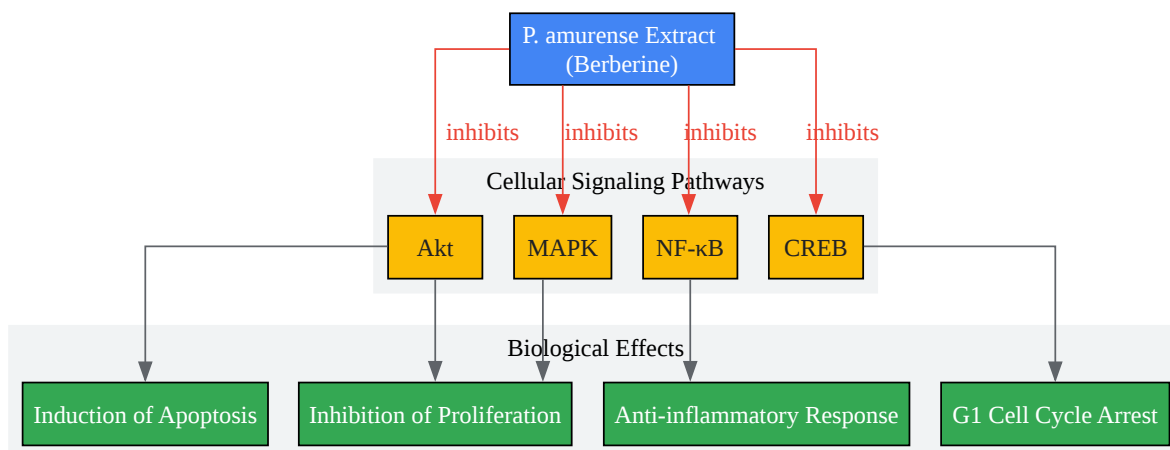 P. amurense Extract
(Berberine)
inhibits
inhibits
inhibits
inhibits
Cellular Signaling Pathways
Akt
MAPK
NF-κB
CREB
Biological Effects
Induction of Apoptosis
Inhibition of Proliferation
Anti-inflammatory Response
G1 Cell Cycle Arrest